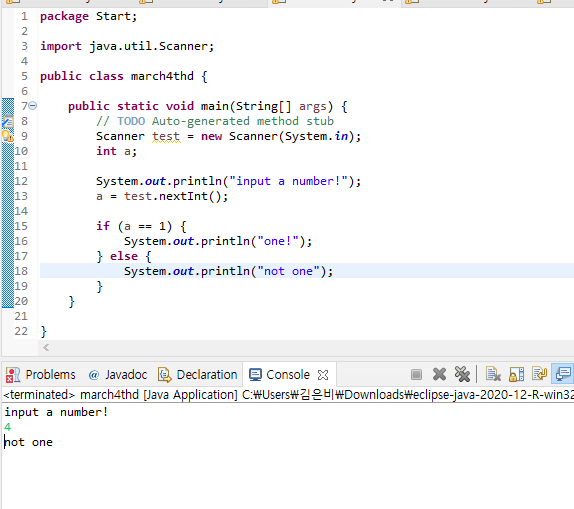 1 package Start;
2
3 import java.util.Scanner;
4
5 public class march4thd {
6
7 public static void main(String[] args) {
8 // TODO Auto-generated method stub
9 Scanner test = new Scanner(System.in);
10 int a;
11
12 System.out.println("input a number!");
13 a = test.nextInt();
14
15 if (a == 1) {
16 System.out.println("one!");
17 } else {
18 System.out.println("not one");
19 }
20 }
21
22 }
Problems @ Javadoc Declaration Console
<terminated> march4thd [Java Application] C:₩Users₩김은비₩Downloads₩eclipse-java-2020-12-R-win32
input a number!
4
not one